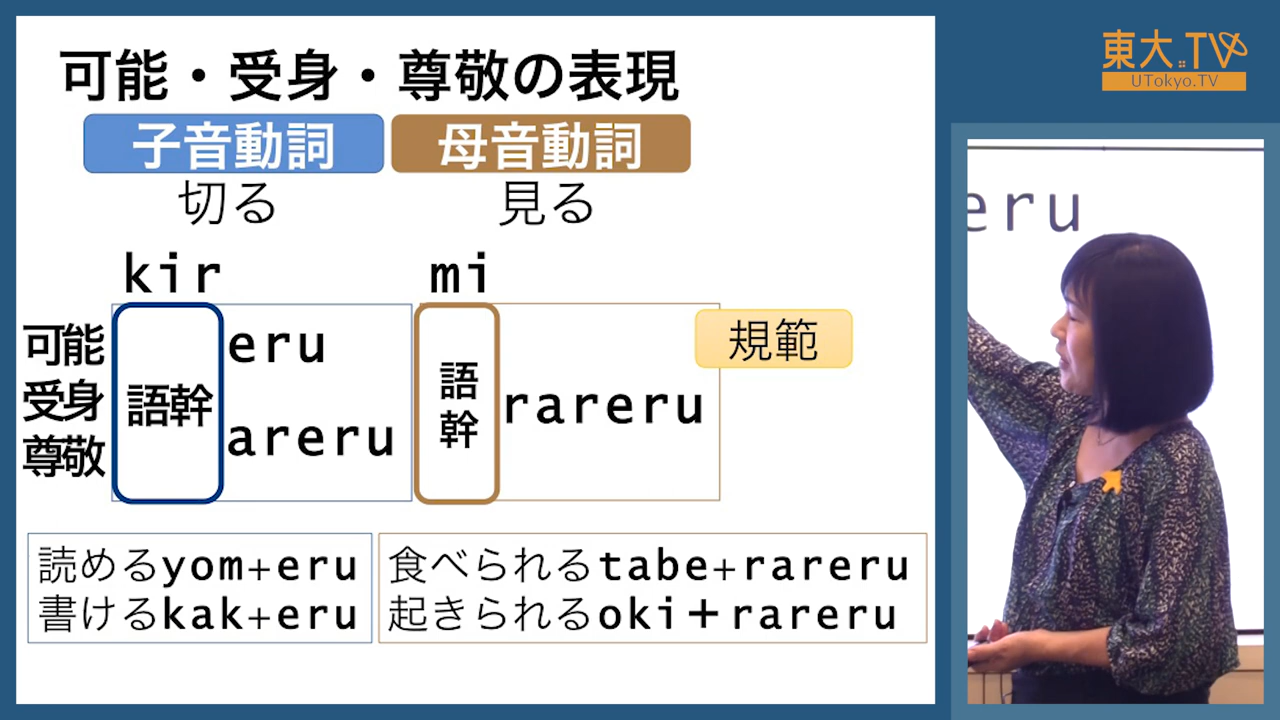 可能・受身・尊敬の表現
子音動詞 母音動詞
切る 見る
kir mi
可能 eru
受身 語幹
尊敬 areru
語
幹
rareru
規範
読めるyom+eru
書けるkak+eru
食べられるtabe+rareru
起きられるoki＋rareru
東大TV
UTokyo.TV
eru